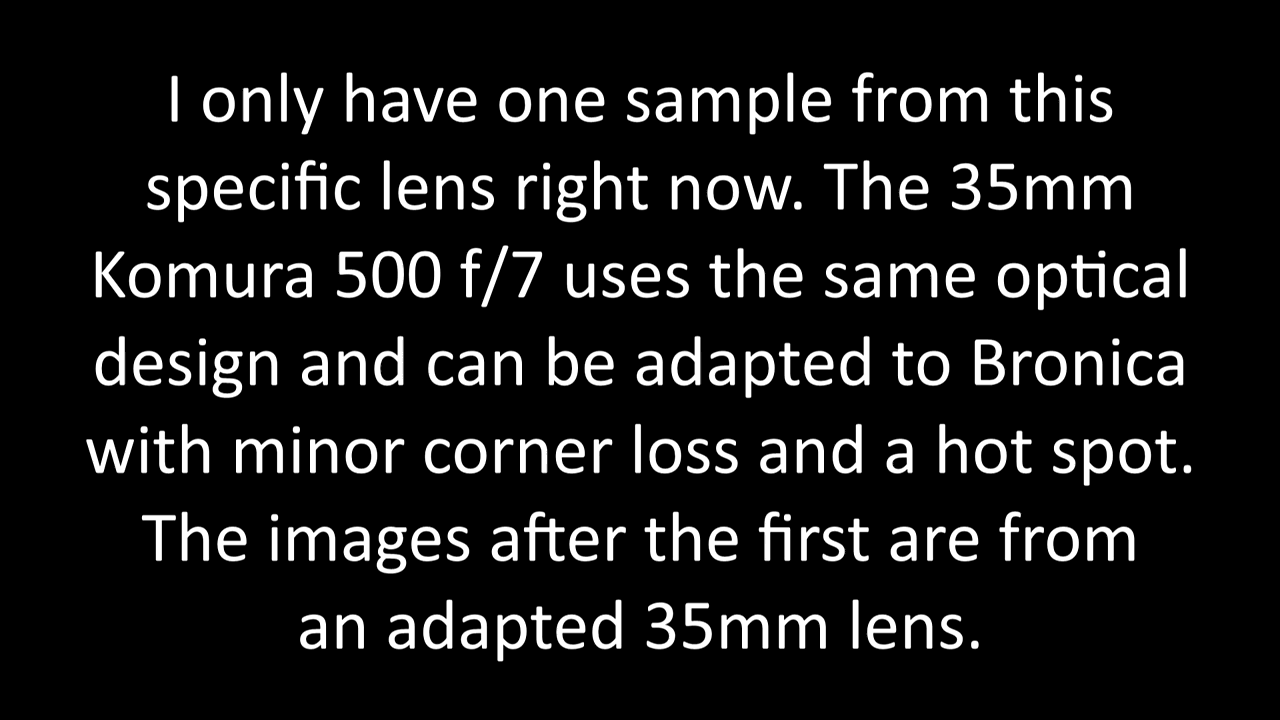 I only have one sample from this
specific lens right now. The 35mm
Komura 500 f/7 uses the same optical
design and can be adapted to Bronica
with minor corner loss and a hot spot.
The images after the first are from
an adapted 35mm lens.